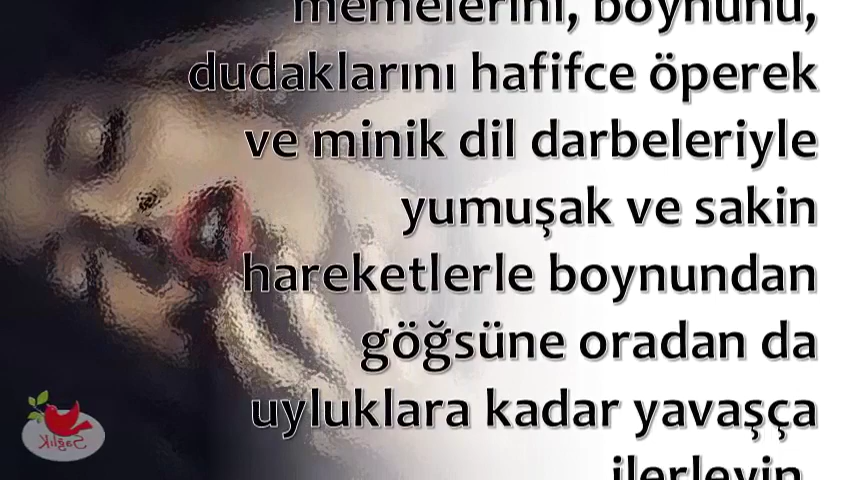 memelerini, boynunu,
dudaklarını hafifce öperek
ve minik dil darbeleriyle
yumuşak ve sakin
hareketlerle boynundan
göğsüne oradan da
uyluklara kadar yavaşça
ilerleyin.
Sağlık